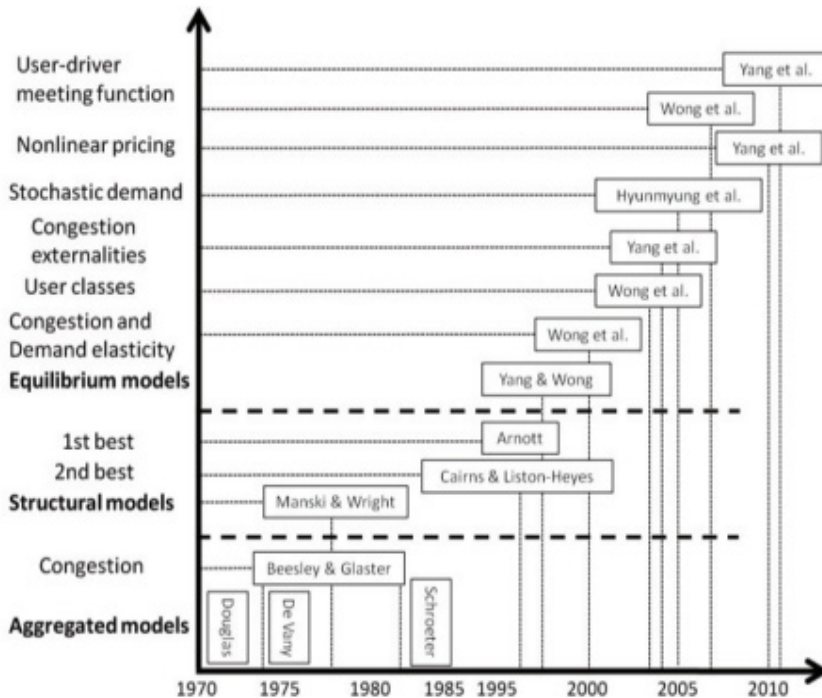 User-driver
meeting function
Yang et al.
Wong et al.
Nonlinear pricing
Yang et al.
Stochastic demand
Hyunmyung et al.
Congestion
externalities
Yang et al.
User classes
Wong et al.
Congestion and
Demand elasticity
Wong et al.
Equilibrium models
Yang & Wong
1st best
Arnott
2nd best
Cairns & Liston-Heyes
Structural models
Manski & Wright
Congestion
Beesley & Glaster
Aggregated models
Douglas
De Vany
Schroeter
1970 1975 1980 1985 1995 2000 2005 2010